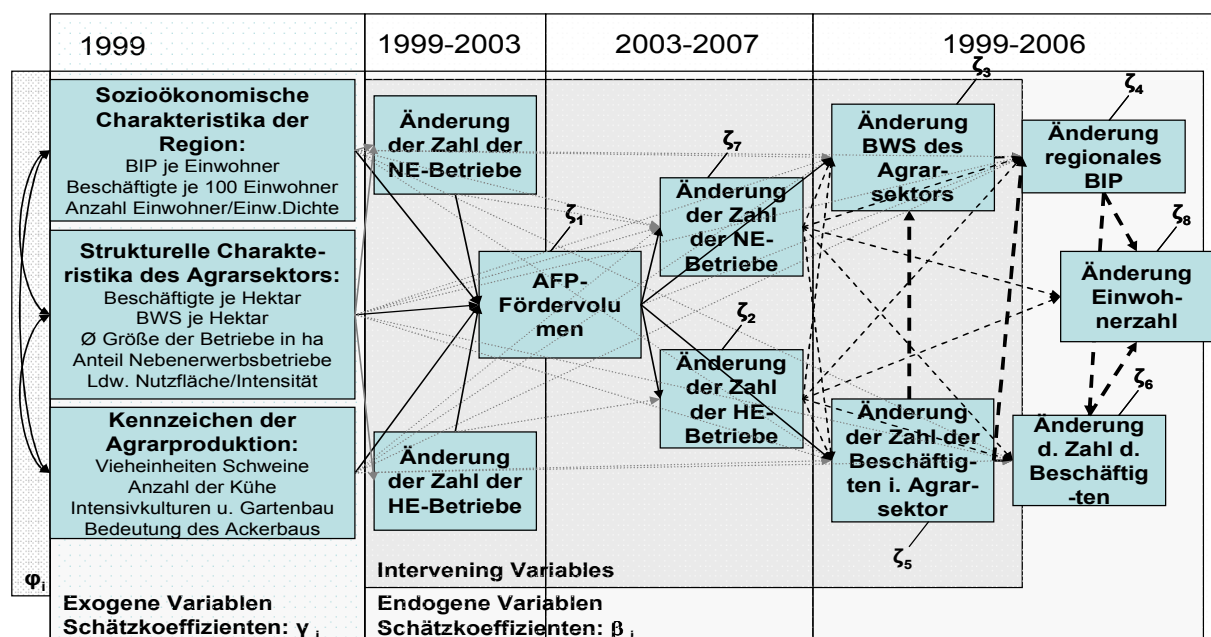 1999
1999-2003
2003-2007
1999-2006
Sozioökonomische
Charakteristika der
Region:
BIP je Einwohner
Beschäftigte je 100 Einwohner
Anzahl Einwohner/Einw.Dichte
Strukturelle Charakte-
ristika des Agrarsektors:
Beschäftigte je Hektar
BWS je Hektar
Ø Größe der Betriebe in ha
Anteil Nebenerwerbsbetriebe
Ldw. Nutzfläche/Intensität
Kennzeichen der
Agrarproduktion:
Vieheinheiten Schweine
Anzahl der Kühe
Intensivkulturen u. Gartenbau
Bedeutung des Ackerbaus
Änderung
der Zahl der
NE-Betriebe
Änderung
der Zahl der
HE-Betriebe
ζ₁
AFP-
Fördervolu
men
ζ₇
Änderung
der Zahl
der NE-
Betriebe
ζ₂
Änderung
der Zahl
der HE-
Betriebe
ζ₃
Änderung
BWS des
Agrar-
sektors
Änderung
der Zahl der
Beschäftig-
ten i. Agrar-
sektor
ζ₅
ζ₄
Änderung
regionales
BIP
ζ₈
Änderung
Einwoh-
nerzahl
ζ₆
Änderung
d. Zahl d.
Beschäftig
-ten
φ i
Intervening Variables
Exogene Variablen
Schätzkoeffizienten: γ i
Endogene Variablen
Schätzkoeffizienten: β i